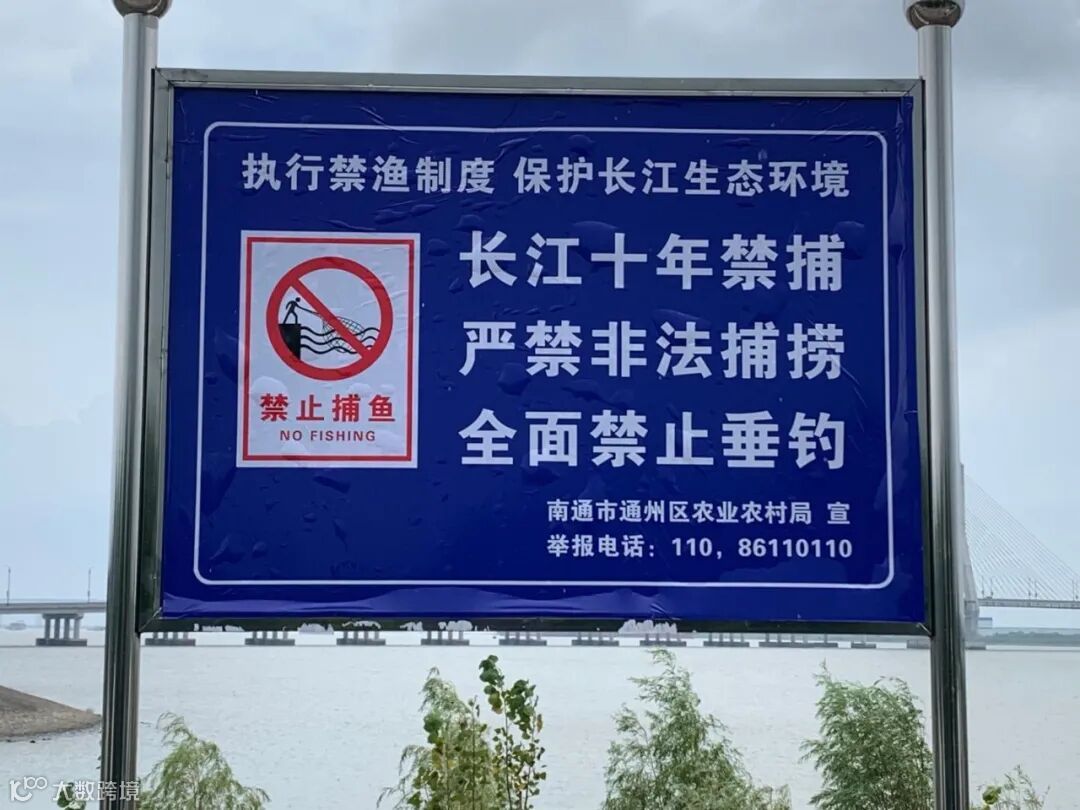 执行禁渔制度 保护长江生态环境
长江十年禁捕
严禁非法捕捞
全面禁止垂钓
禁止捕鱼
NO FISHING
南通市通州区农业农村局 宣
举报电话：110，86110110
大数跨境